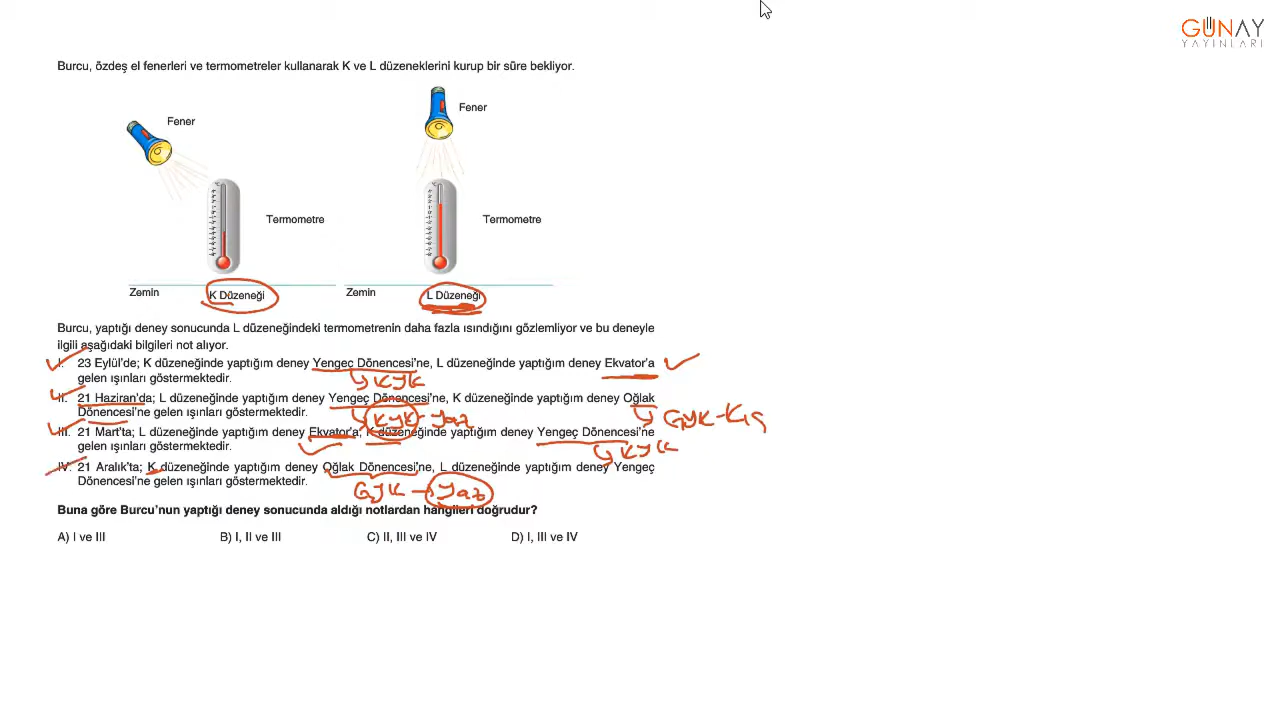 GÜNAY
YAYINLARI
Burcu, özdeş el fenerleri ve termometreler kullanarak K ve L düzeneklerini kurup bir süre bekliyor.
Fener
Fener
Termometre
Termometre
Zemin
K Düzeneği
Zemin
L Düzeneği
Burcu, yaptığı deney sonucunda L düzeneğindeki termometrenin daha fazla ısındığını gözlemliyor ve bu deneyle
ilgili aşağıdaki bilgileri not alıyor.
I. 23 Eylül'de; K düzeneğinde yaptığım deney Yengeç Dönencesi'ne, L düzeneğinde yaptığım deney Ekvator'a
gelen ışınları göstermektedir.
KYK
II. 21 Haziran'da; L düzeneğinde yaptığım deney Yengeç Dönencesi'ne, K düzeneğinde yaptığım deney Oğlak
Dönencesi'ne gelen ışınları göstermektedir.
KYK - Yaz
GYK - Kış
III. 21 Mart'ta; L düzeneğinde yaptığım deney Ekvator'a, K düzeneğinde yaptığım deney Yengeç Dönencesi'ne
gelen ışınları göstermektedir.
KYK
IV. 21 Aralık'ta; K düzeneğinde yaptığım deney Oğlak Dönencesi'ne, L düzeneğinde yaptığım deney Yengeç
Dönencesi'ne gelen ışınları göstermektedir.
GYK → Yaz
Buna göre Burcu'nun yaptığı deney sonucunda aldığı notlardan hangileri doğrudur?
A) I ve III
B) I, II ve III
C) II, III ve IV
D) I, III ve IV